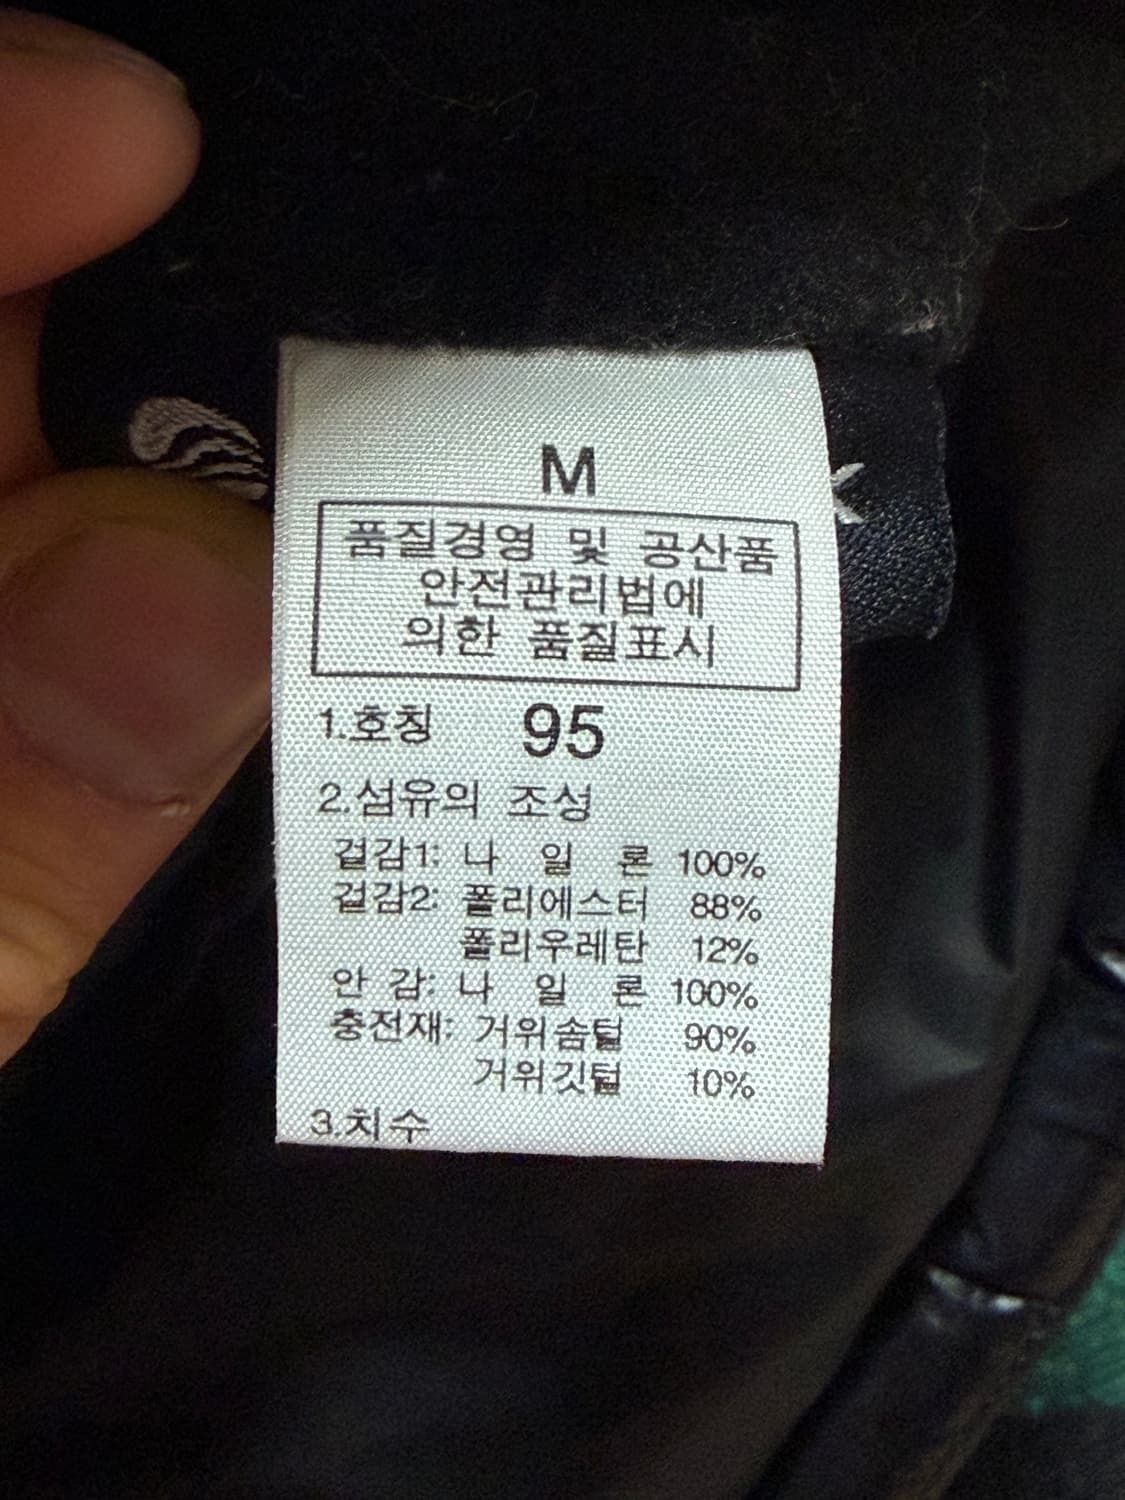 M
품질경영 및 공산품
안전관리법에
의한 품질표시
1.호칭 95
2.섬유의 조성
겉감1: 나 일 론 100%
겉감2: 폴리에스터 88%
폴리우레탄 12%
안 감: 나 일 론 100%
충전재: 거위솜털 90%
거위깃털 10%
3.치수